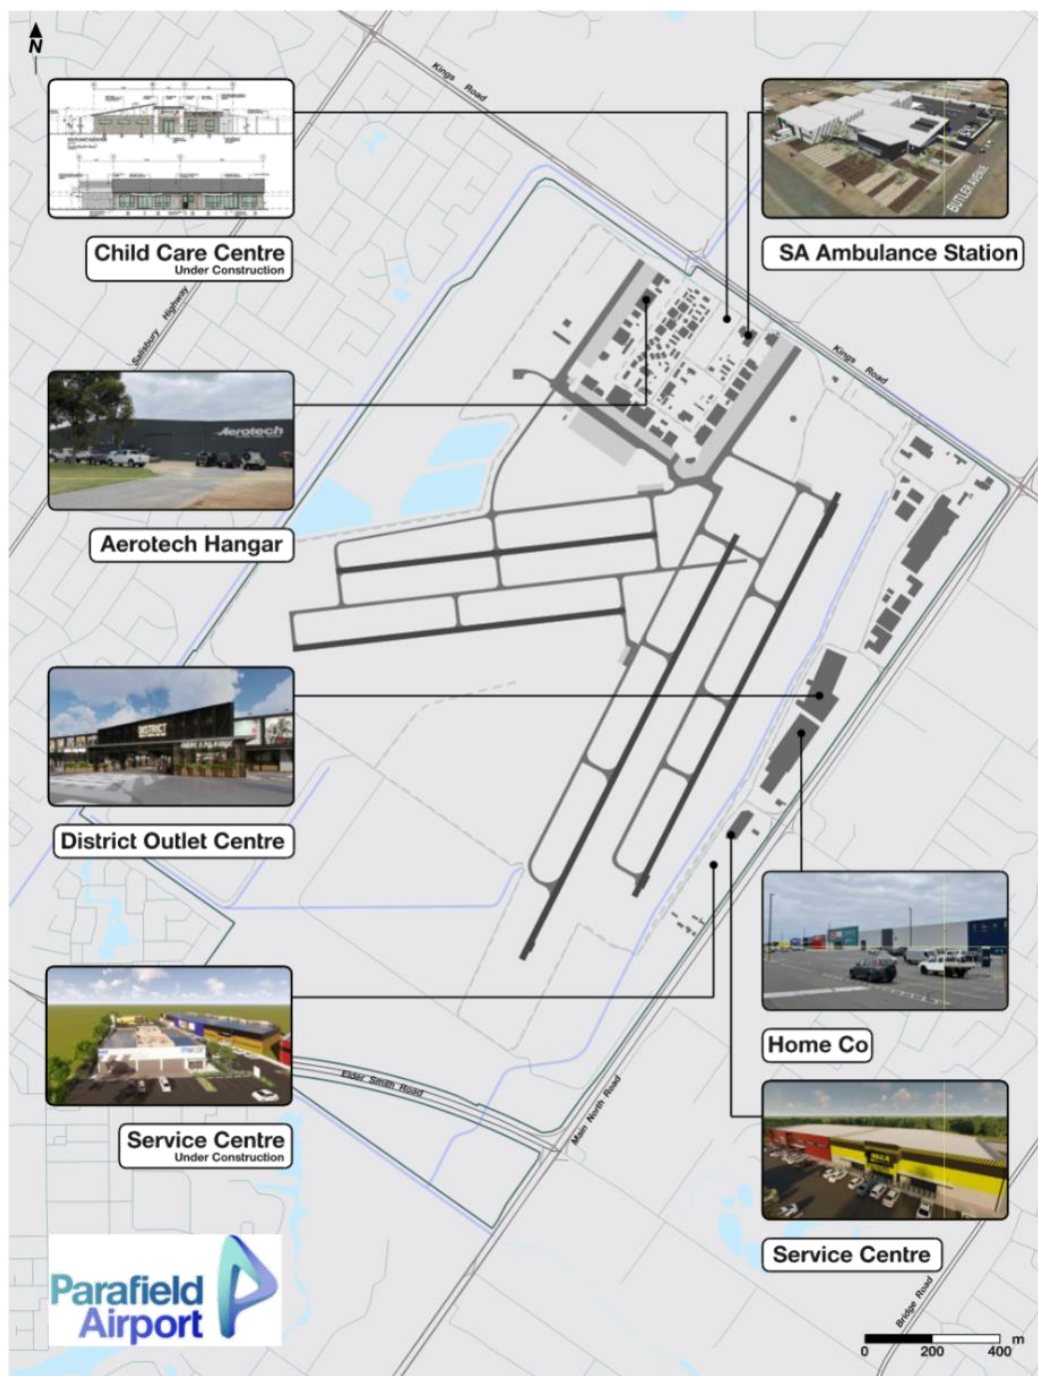 N
Kings Road
BUTLER AVENUE
Child Care Centre
Under Construction
SA Ambulance Station
Salisbury Highway
Kings Road
Aerotech
Aerotech Hangar
DISTRICT
District Outlet Centre
Home Co
Elder Smith Road
Main North Road
Service Centre
Under Construction
Service Centre
Parafield
Airport
Bridge Road
m
0 200 400